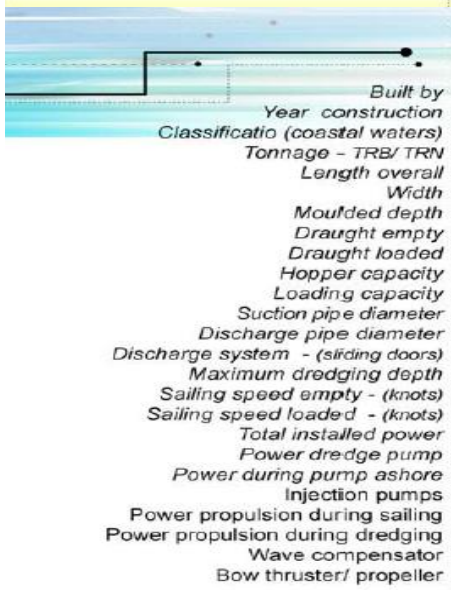 Built by
Year construction
Classificatio (coastal waters)
Tonnage - TRB/ TRN
Length overall
Width
Moulded depth
Draught empty
Draught loaded
Hopper capacity
Loading capacity
Suction pipe diameter
Discharge pipe diameter
Discharge system - (sliding doors)
Maximum dredging depth
Sailing speed empty - (knots)
Sailing speed loaded - (knots)
Total installed power
Power dredge pump
Power during pump ashore
Injection pumps
Power propulsion during sailing
Power propulsion during dredging
Wave compensator
Bow thruster/ propeller